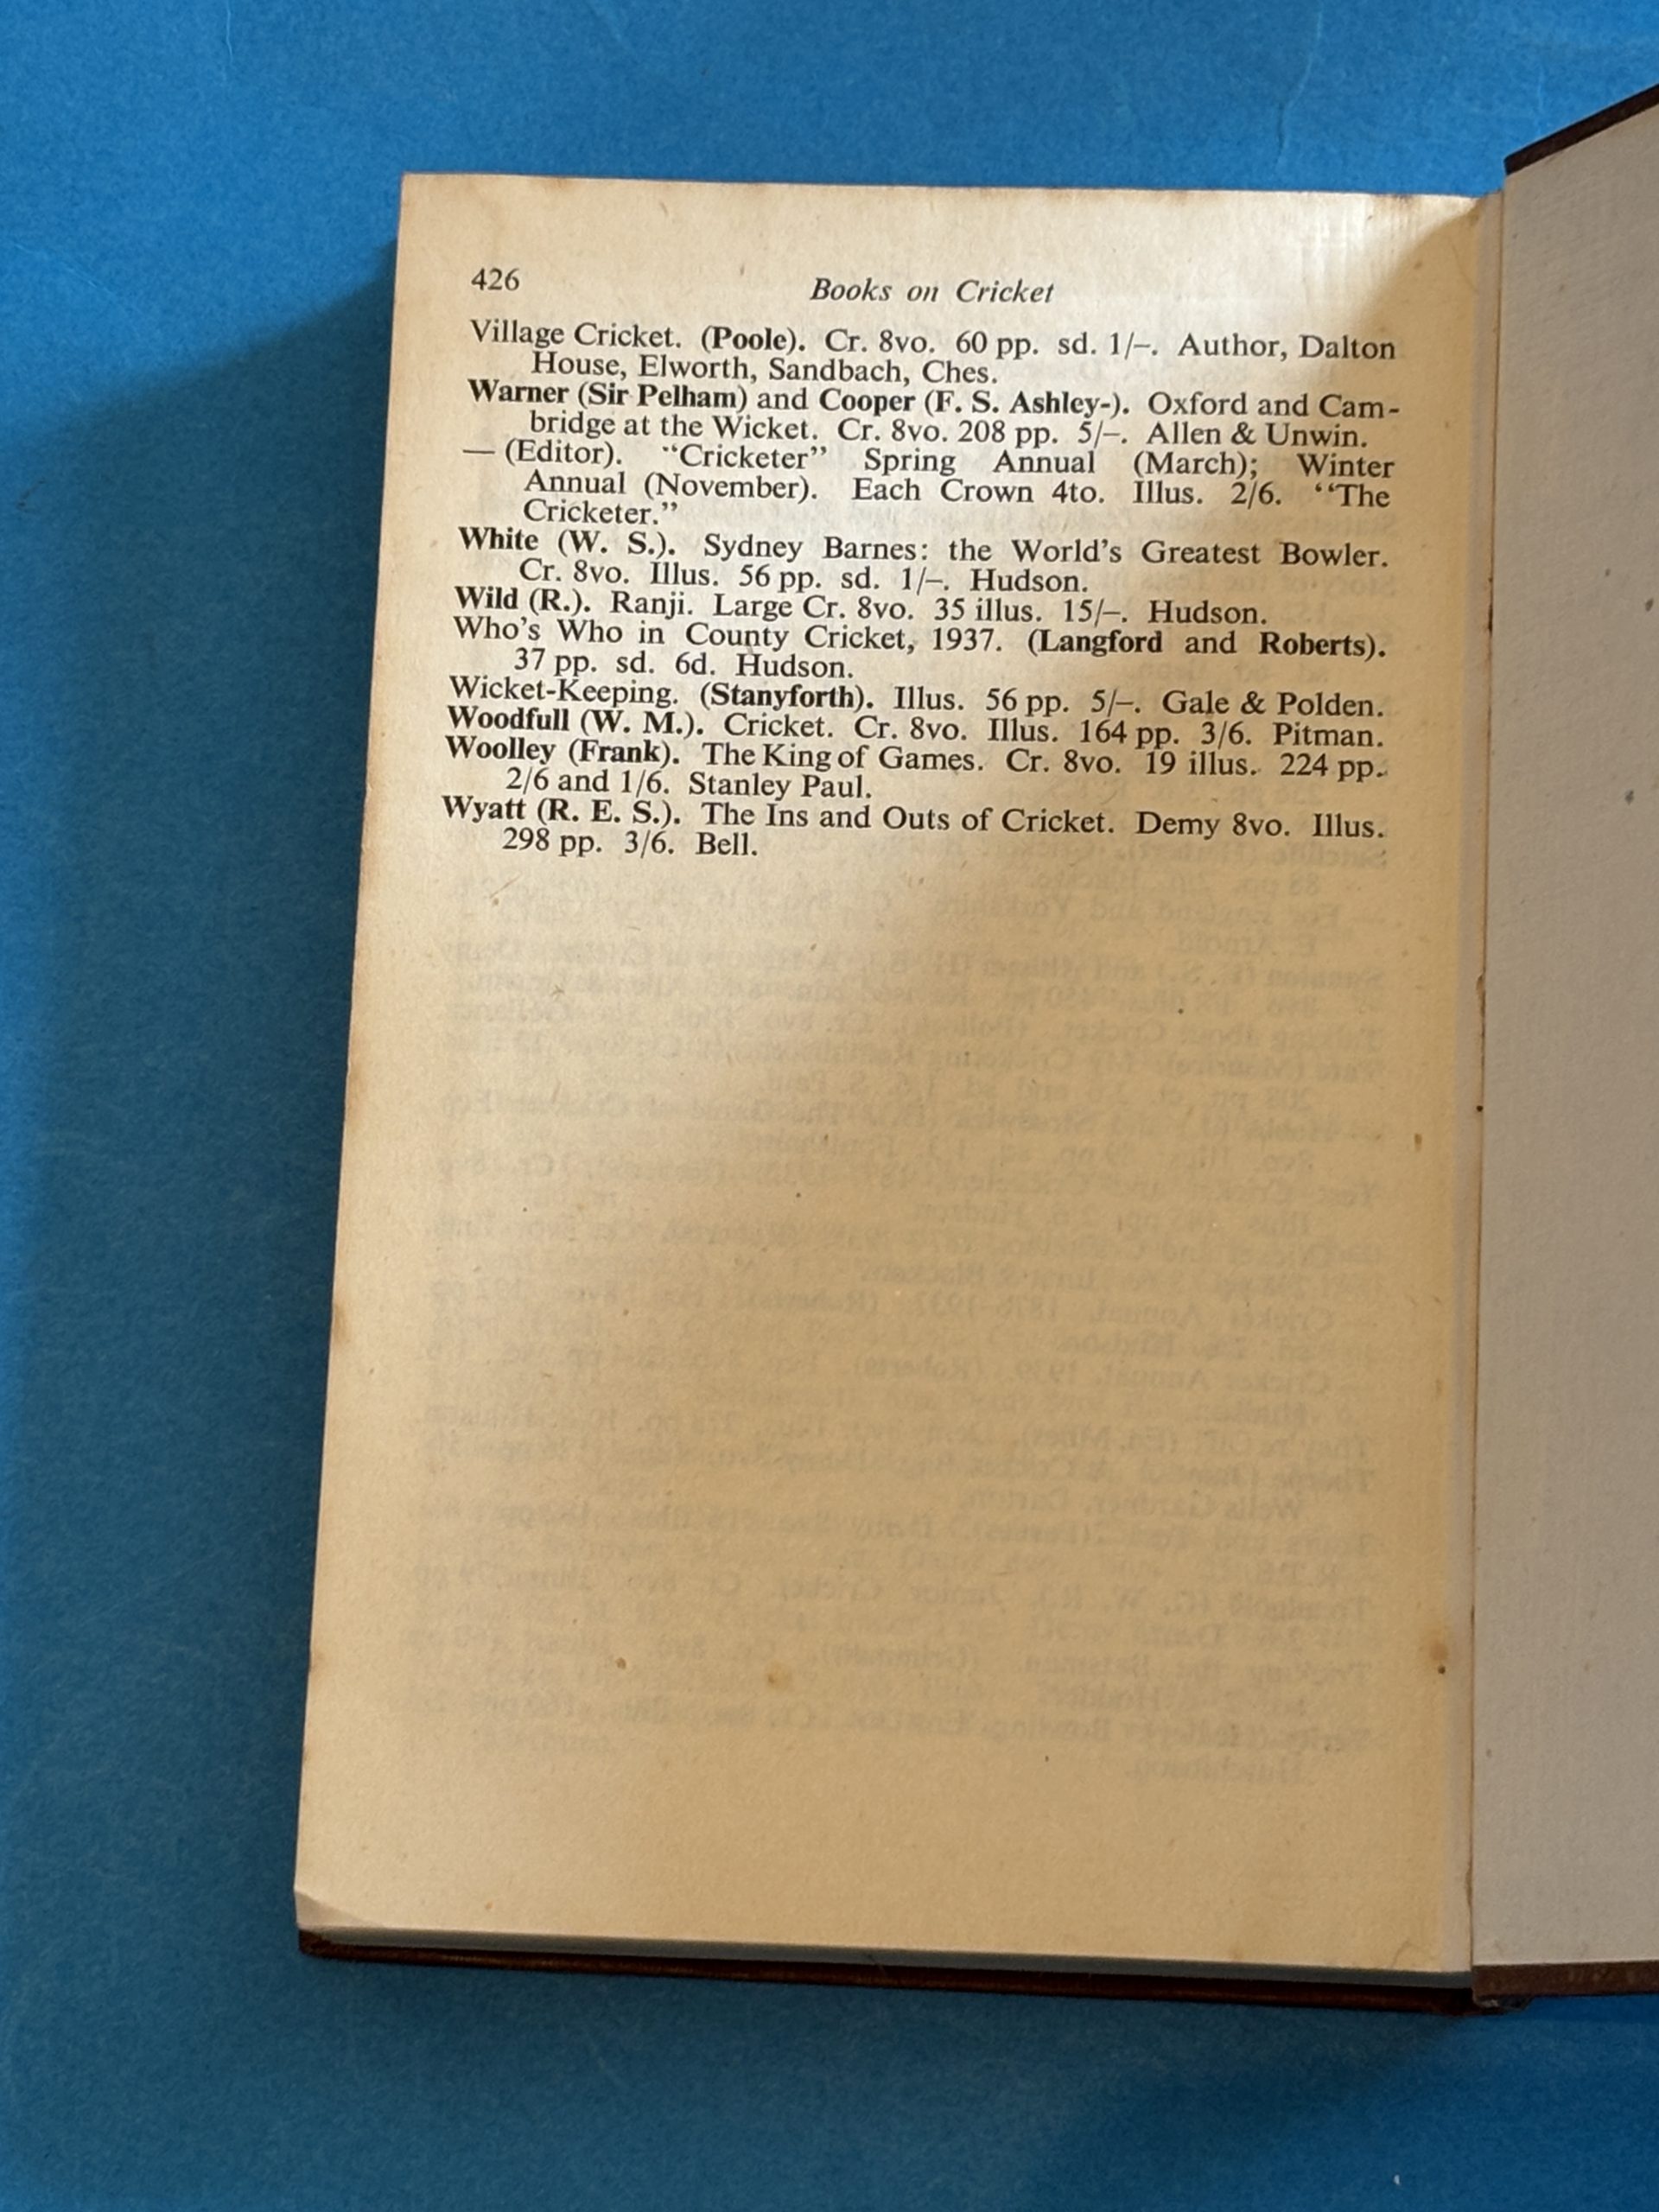 426
Books on Cricket
Village Cricket. (Poole). Cr. 8vo. 60 pp. sd. 1/–. Author, Dalton
House, Elworth, Sandbach, Ches.
Warner (Sir Pelham) and Cooper (F. S. Ashley-). Oxford and Cam-
bridge at the Wicket. Cr. 8vo. 208 pp. 5/–. Allen & Unwin.
— (Editor). “Cricketer” Spring Annual (March); Winter
Annual (November). Each Crown 4to. Illus. 2/6. “The
Cricketer.”
White (W. S.). Sydney Barnes: the World’s Greatest Bowler.
Cr. 8vo. Illus. 56 pp. sd. 1/–. Hudson.
Wild (R.). Ranji. Large Cr. 8vo. 35 illus. 15/–. Hudson.
Who’s Who in County Cricket, 1937. (Langford and Roberts).
37 pp. sd. 6d. Hudson.
Wicket-Keeping. (Stanyforth). Illus. 56 pp. 5/–. Gale & Polden.
Woodfull (W. M.). Cricket. Cr. 8vo. Illus. 164 pp. 3/6. Pitman.
Woolley (Frank). The King of Games. Cr. 8vo. 19 illus. 224 pp.
2/6 and 1/6. Stanley Paul.
Wyatt (R. E. S.). The Ins and Outs of Cricket. Demy 8vo. Illus.
298 pp. 3/6. Bell.